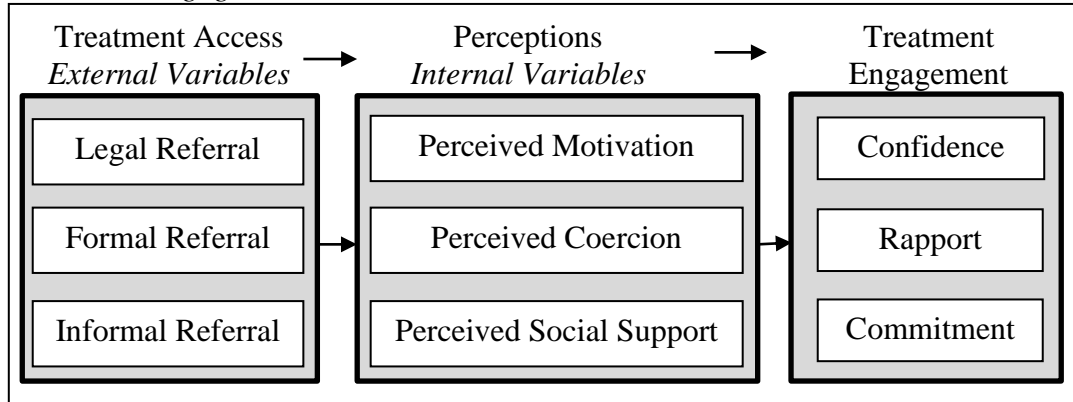 Treatment Access
External Variables
Perceptions
Internal Variables
Treatment
Engagement
Legal Referral
Formal Referral
Informal Referral
Perceived Motivation
Perceived Coercion
Perceived Social Support
Confidence
Rapport
Commitment